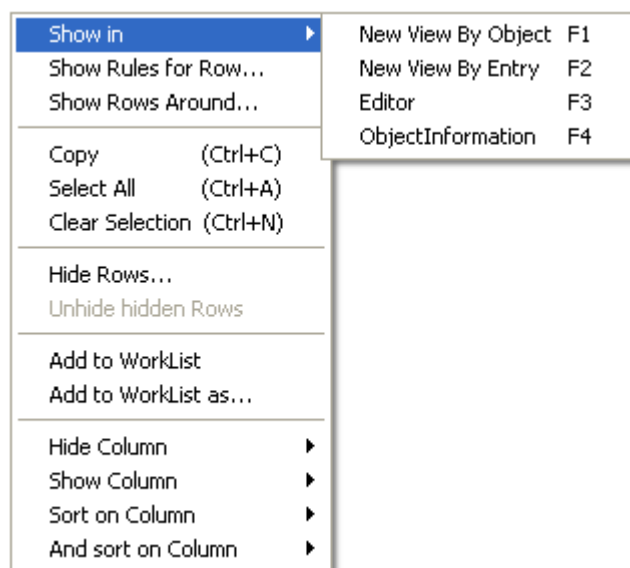 Show in
Show Rules for Row...
Show Rows Around...
Copy (Ctrl+C)
Select All (Ctrl+A)
Clear Selection (Ctrl+N)
Hide Rows...
Unhide hidden Rows
Add to WorkList
Add to WorkList as...
Hide Column
Show Column
Sort on Column
And sort on Column
New View By Object F1
New View By Entry F2
Editor F3
ObjectInformation F4